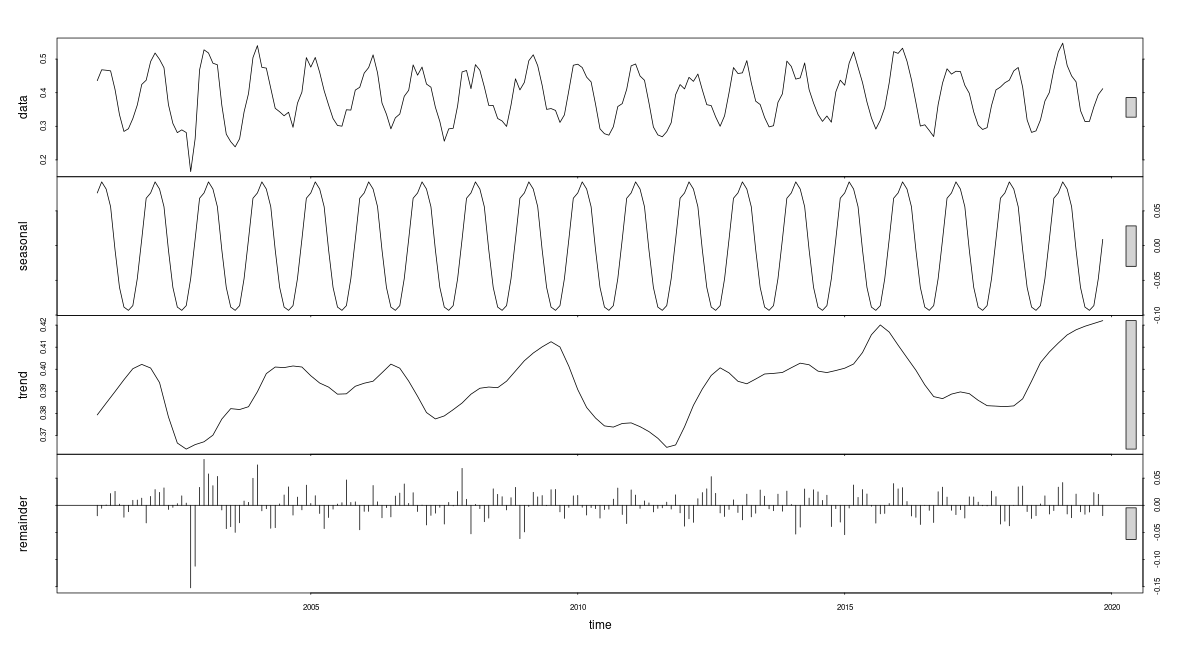 data
0.2 0.3 0.4 0.5
seasonal
-0.10 -0.05 0.00 0.05
trend
0.37 0.38 0.39 0.40 0.41 0.42
remainder
-0.15 -0.10 -0.05 0.00 0.05
2005 2010 2015 2020
time